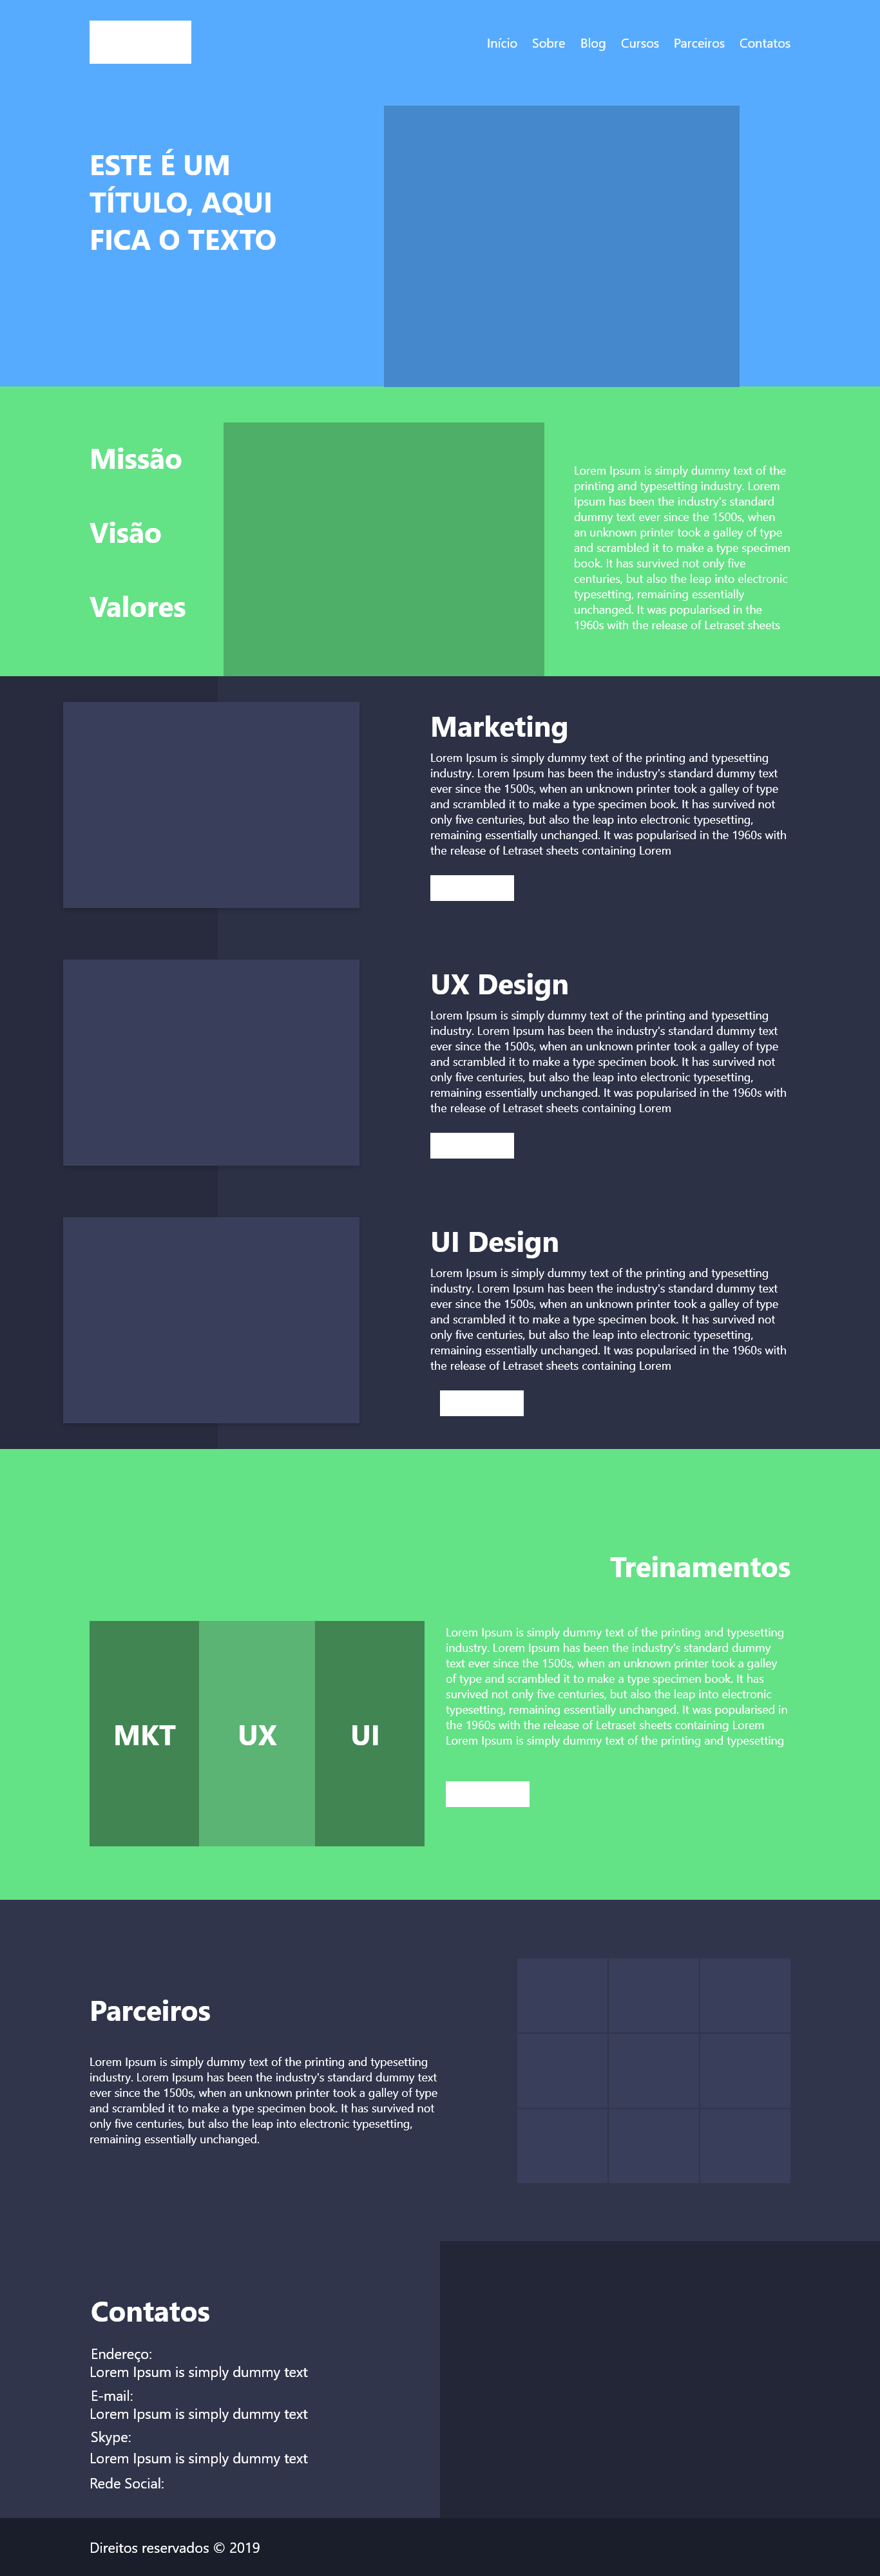 Início Sobre Blog Cursos Parceiros Contatos
ESTE É UM
TÍTULO, AQUI
FICA O TEXTO
Missão
Visão
Valores
Lorem Ipsum is simply dummy text of the
printing and typesetting industry. Lorem
Ipsum has been the industry's standard
dummy text ever since the 1500s, when
an unknown printer took a galley of type
and scrambled it to make a type specimen
book. It has survived not only five
centuries, but also the leap into electronic
typesetting, remaining essentially
unchanged. It was popularised in the
1960s with the release of Letraset sheets
Marketing
Lorem Ipsum is simply dummy text of the printing and typesetting
industry. Lorem Ipsum has been the industry's standard dummy text
ever since the 1500s, when an unknown printer took a galley of type
and scrambled it to make a type specimen book. It has survived not
only five centuries, but also the leap into electronic typesetting,
remaining essentially unchanged. It was popularised in the 1960s with
the release of Letraset sheets containing Lorem
UX Design
Lorem Ipsum is simply dummy text of the printing and typesetting
industry. Lorem Ipsum has been the industry's standard dummy text
ever since the 1500s, when an unknown printer took a galley of type
and scrambled it to make a type specimen book. It has survived not
only five centuries, but also the leap into electronic typesetting,
remaining essentially unchanged. It was popularised in the 1960s with
the release of Letraset sheets containing Lorem
UI Design
Lorem Ipsum is simply dummy text of the printing and typesetting
industry. Lorem Ipsum has been the industry's standard dummy text
ever since the 1500s, when an unknown printer took a galley of type
and scrambled it to make a type specimen book. It has survived not
only five centuries, but also the leap into electronic typesetting,
remaining essentially unchanged. It was popularised in the 1960s with
the release of Letraset sheets containing Lorem
Treinamentos
MKT UX UI
Lorem Ipsum is simply dummy text of the printing and typesetting
industry. Lorem Ipsum has been the industry's standard dummy
text ever since the 1500s, when an unknown printer took a galley
of type and scrambled it to make a type specimen book. It has
survived not only five centuries, but also the leap into electronic
typesetting, remaining essentially unchanged. It was popularised in
the 1960s with the release of Letraset sheets containing Lorem
Lorem Ipsum is simply dummy text of the printing and typesetting
Parceiros
Lorem Ipsum is simply dummy text of the printing and typesetting
industry. Lorem Ipsum has been the industry's standard dummy text
ever since the 1500s, when an unknown printer took a galley of type
and scrambled it to make a type specimen book. It has survived not
only five centuries, but also the leap into electronic typesetting,
remaining essentially unchanged.
Contatos
Endereço:
Lorem Ipsum is simply dummy text
E-mail:
Lorem Ipsum is simply dummy text
Skype:
Lorem Ipsum is simply dummy text
Rede Social:
Direitos reservados © 2019